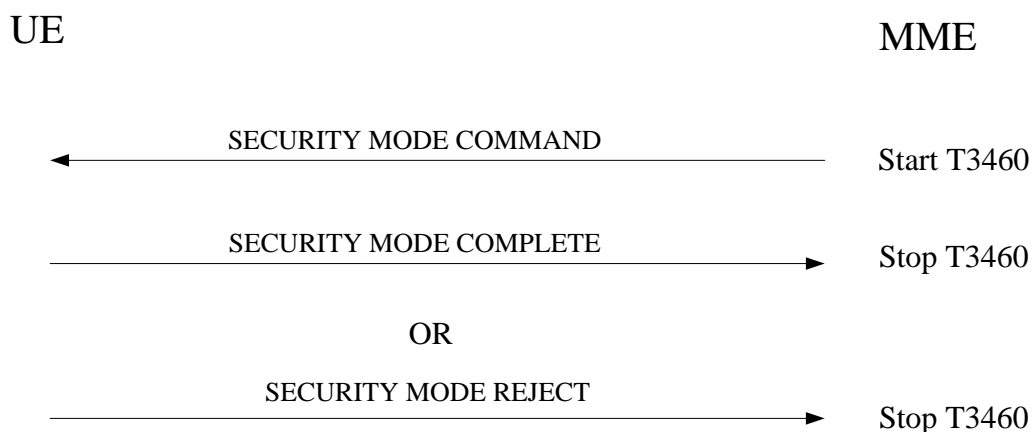 UE
MME
SECURITY MODE COMMAND
Start T3460
SECURITY MODE COMPLETE
Stop T3460
OR
SECURITY MODE REJECT
Stop T3460